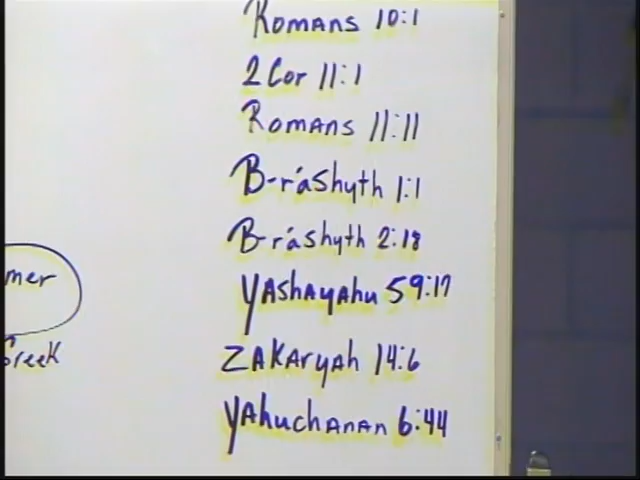 Romans 10:1
2 Cor 11:1
Romans 11:11
B-ráshyth 1:1
B-ráshyth 2:18
YAshAyAhu 59:17
mer
ZAKAryAh 14:6
Greek
YAhuchAnAn 6:44